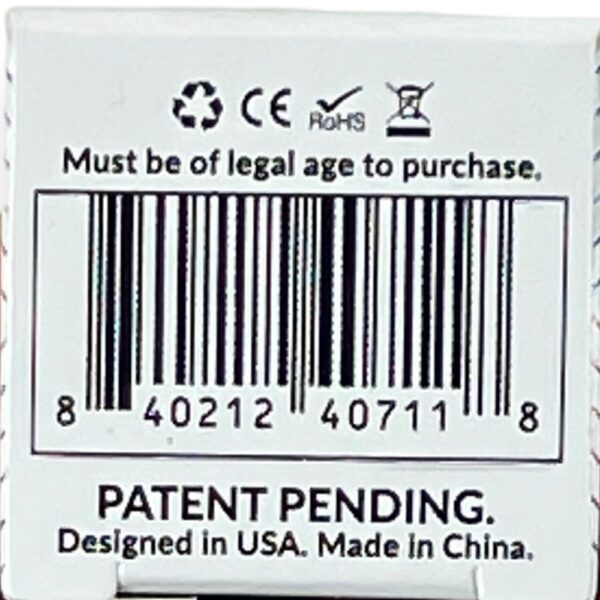 CE RoHS
Must be of legal age to purchase.
8 40212 40711 8
PATENT PENDING.
Designed in USA. Made in China.